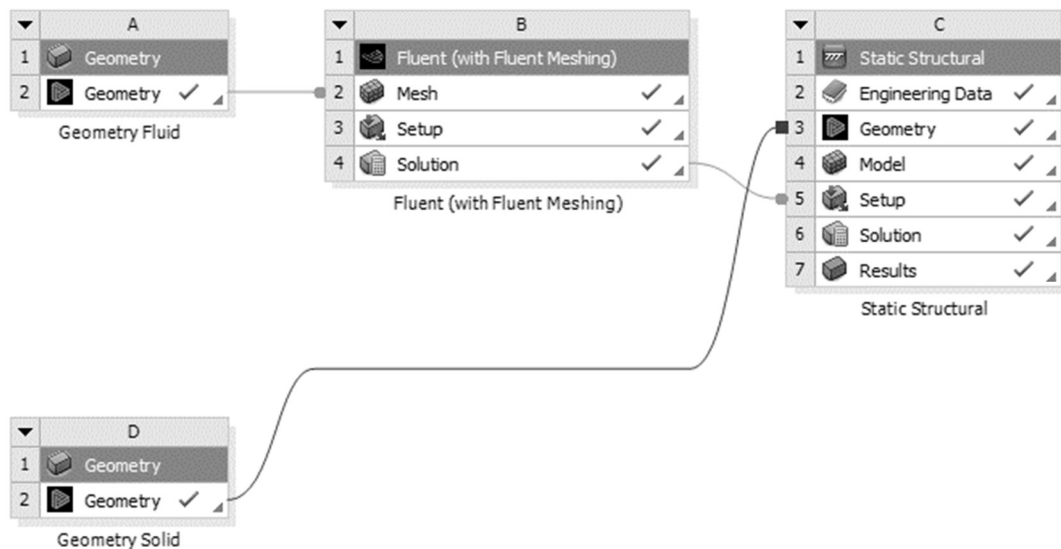 A
1 Geometry
2 Geometry
Geometry Fluid
B
1 Fluent (with Fluent Meshing)
2 Mesh
3 Setup
4 Solution
Fluent (with Fluent Meshing)
C
1 Static Structural
2 Engineering Data
3 Geometry
4 Model
5 Setup
6 Solution
7 Results
Static Structural
D
1 Geometry
2 Geometry
Geometry Solid